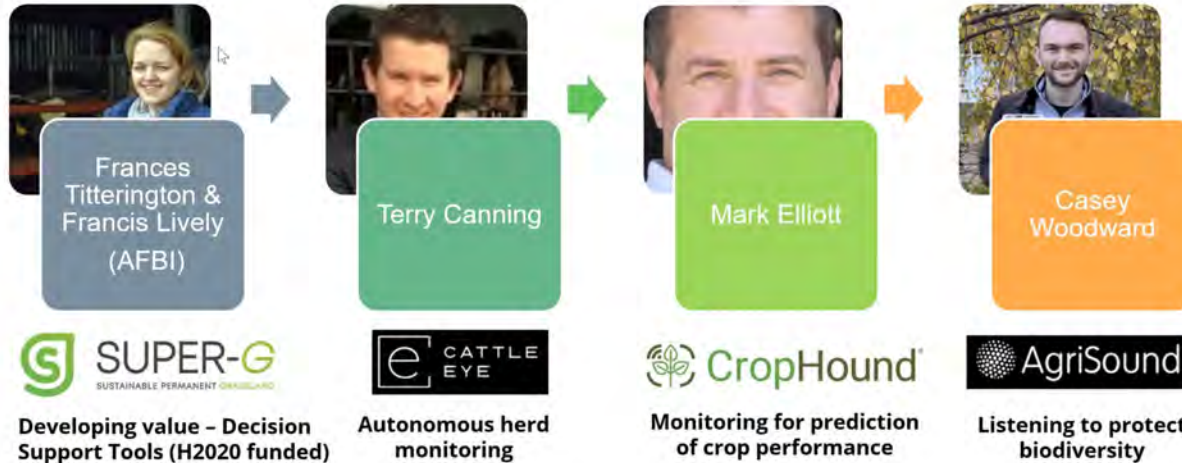 Frances
Titterington &
Francis Lively
(AFBI)
Terry Canning
Mark Elliott
Casey
Woodward
S SUPER-G
SUSTAINABLE PERMANENT GRASSLAND
e CATTLE
EYE
CropHound®
AgriSound
Developing value – Decision
Support Tools (H2020 funded)
Autonomous herd
monitoring
Monitoring for prediction
of crop performance
Listening to protect
biodiversity